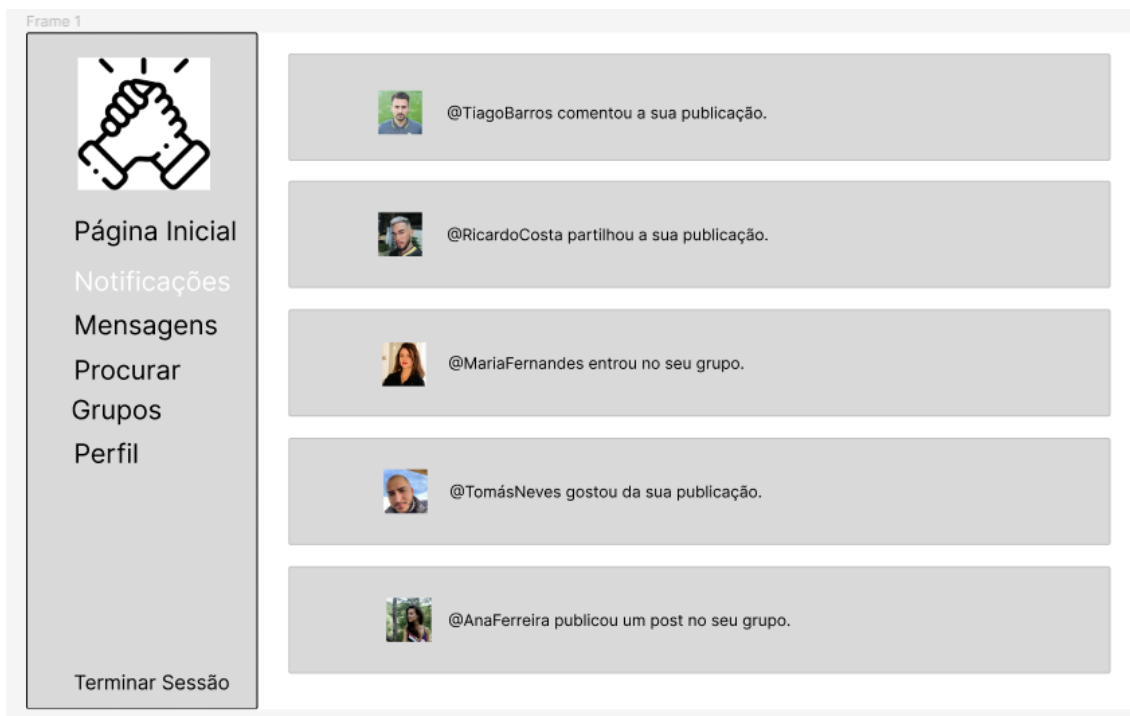 Frame 1
Página Inicial
Notificações
Mensagens
Procurar
Grupos
Perfil
Terminar Sessão
@TiagoBarros comentou a sua publicação.
@RicardoCosta partilhou a sua publicação.
@MariaFernandes entrou no seu grupo.
@TomásNeves gostou da sua publicação.
@AnaFerreira publicou um post no seu grupo.